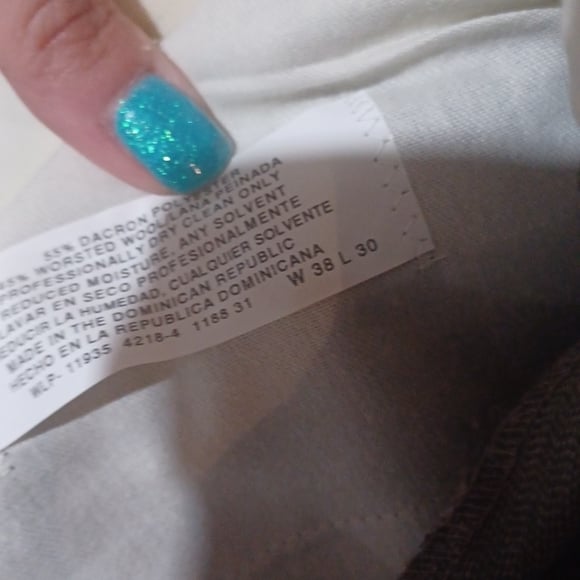 55% DACRON POLYESTER
45% WORSTED WOOL/LANA PEINADA
PROFESSIONALLY DRY CLEAN ONLY
REDUCED MOISTURE, ANY SOLVENT
LAVAR EN SECO PROFESIONALMENTE
REDUCIR LA HUMEDAD, CUALQUIER SOLVENTE
MADE IN THE DOMINICAN REPUBLIC
HECHO EN LA REPUBLICA DOMINICANA
WLP- 11935 4218-4 1188 31 W 38 L 30